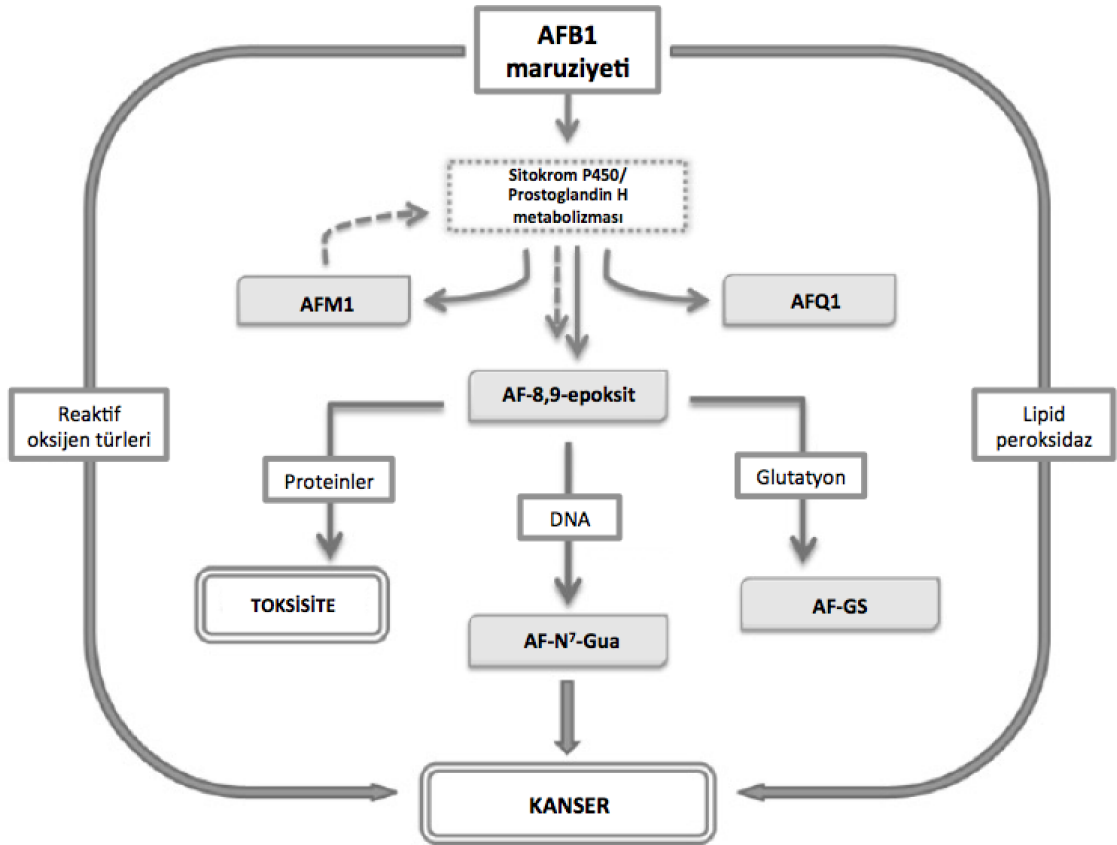 AFB1
maruziyeti
Sitokrom P450/
Prostoglandin H
metabolizması
AFM1
AFQ1
AF-8,9-epoksit
Reaktif
oksijen türleri
Lipid
peroksidaz
Proteinler
Glutatyon
DNA
TOKSİSİTE
AF-GS
AF-N⁷-Gua
KANSER